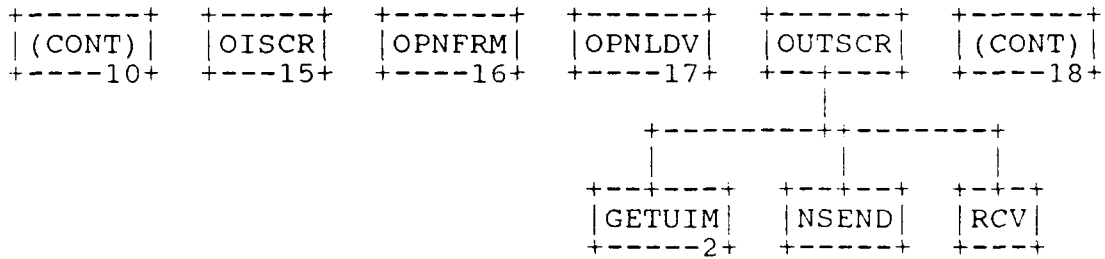 (CONT) OISCR OPNFRM OPNLDV OUTSCR (CONT)
10 15 16 17 18
GETUIM NSEND RCV
2